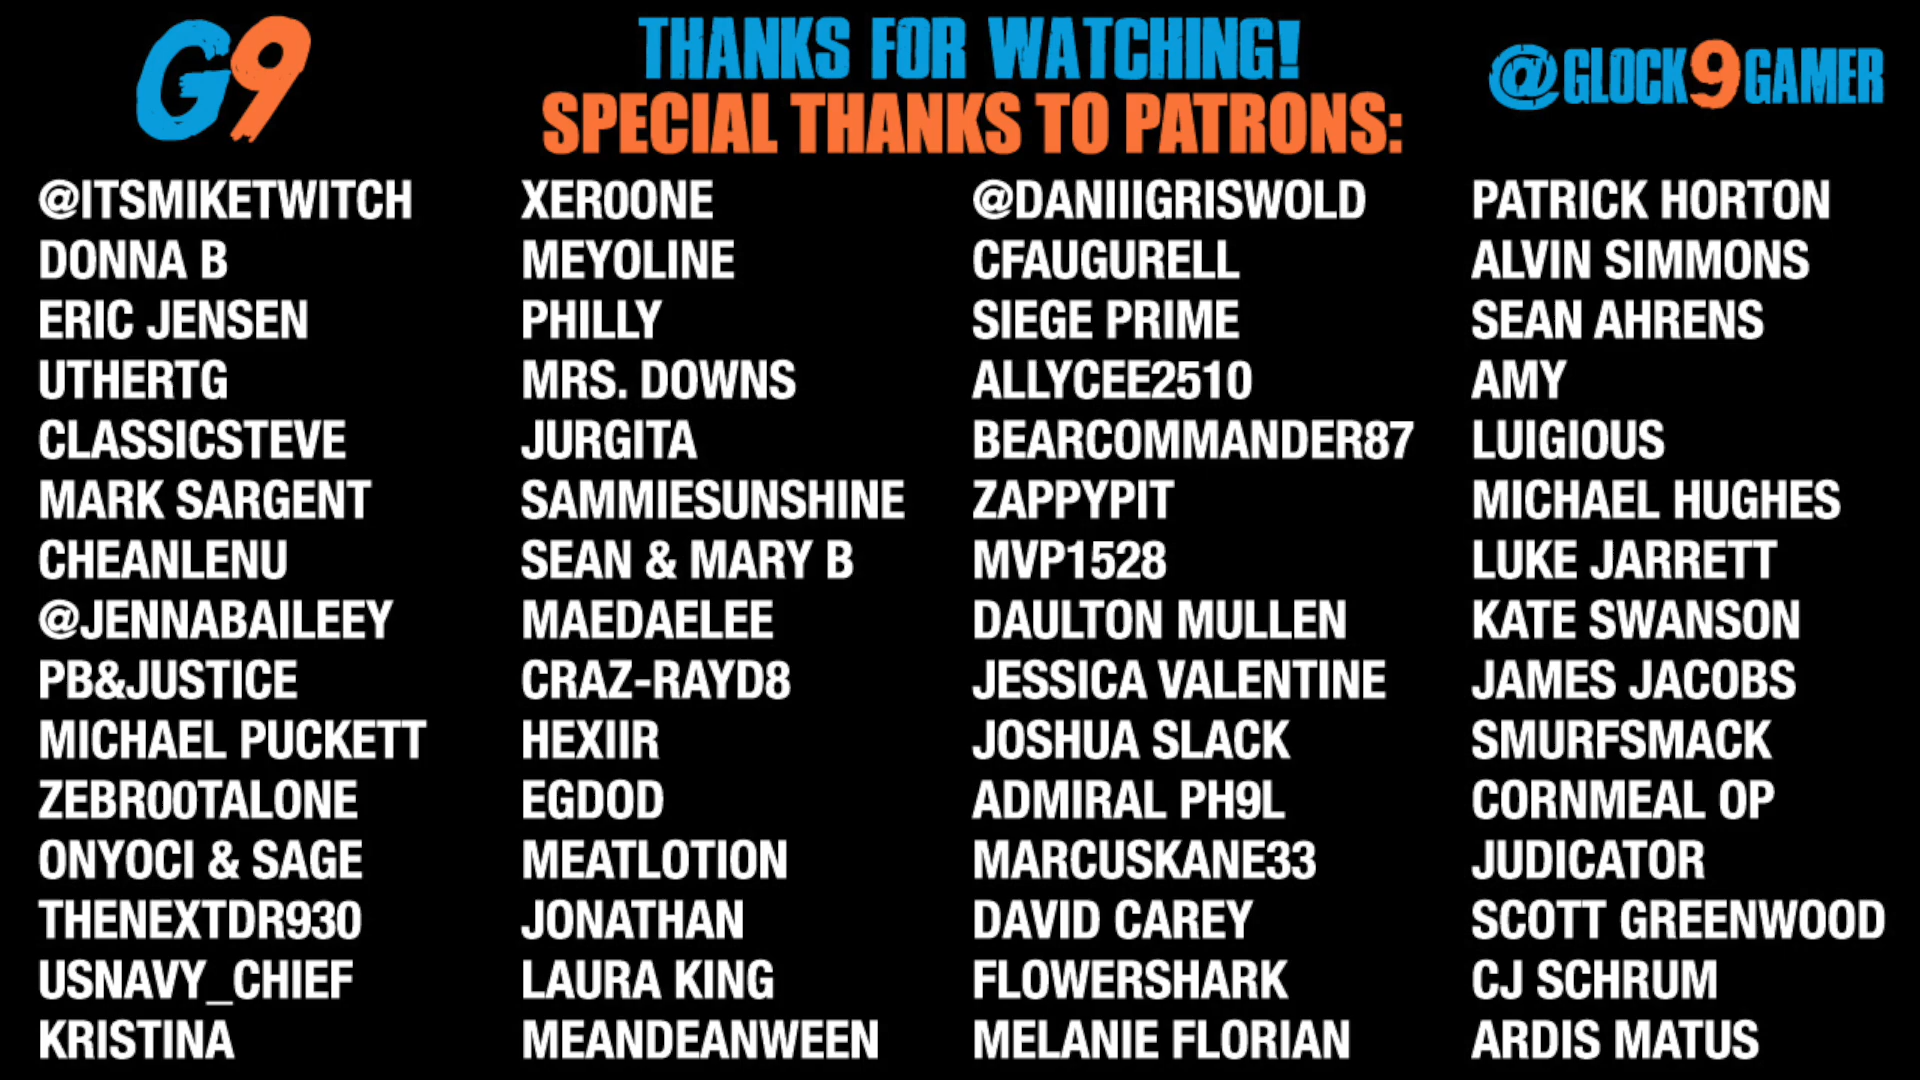 G9
THANKS FOR WATCHING!
SPECIAL THANKS TO PATRONS:
@GLOCK9GAMER
@ITSMIKETWITCH
DONNA B
ERIC JENSEN
UTHERTG
CLASSICSTEVE
MARK SARGENT
CHEANLENU
@JENNABAILEEY
PB&JUSTICE
MICHAEL PUCKETT
ZEBR00TALONE
ONYOCI & SAGE
THENEXTDR930
USNAVY_CHIEF
KRISTINA
XER0ONE
MEYOLINE
PHILLY
MRS. DOWNS
JURGITA
SAMMIESUNSHINE
SEAN & MARY B
MAEDAELEE
CRAZ-RAYD8
HEXIIR
EGDOD
MEATLOTION
JONATHAN
LAURA KING
MEANDEANWEEN
@DANIIIGRISWOLD
CFAUGURELL
SIEGE PRIME
ALLYCEE2510
BEARCOMMANDER87
ZAPPYPIT
MVP1528
DAULTON MULLEN
JESSICA VALENTINE
JOSHUA SLACK
ADMIRAL PH9L
MARCUSKANE33
DAVID CAREY
FLOWERSHARK
MELANIE FLORIAN
PATRICK HORTON
ALVIN SIMMONS
SEAN AHRENS
AMY
LUIGIOUS
MICHAEL HUGHES
LUKE JARRETT
KATE SWANSON
JAMES JACOBS
SMURFSMACK
CORNMEAL OP
JUDICATOR
SCOTT GREENWOOD
CJ SCHRUM
ARDIS MATUS